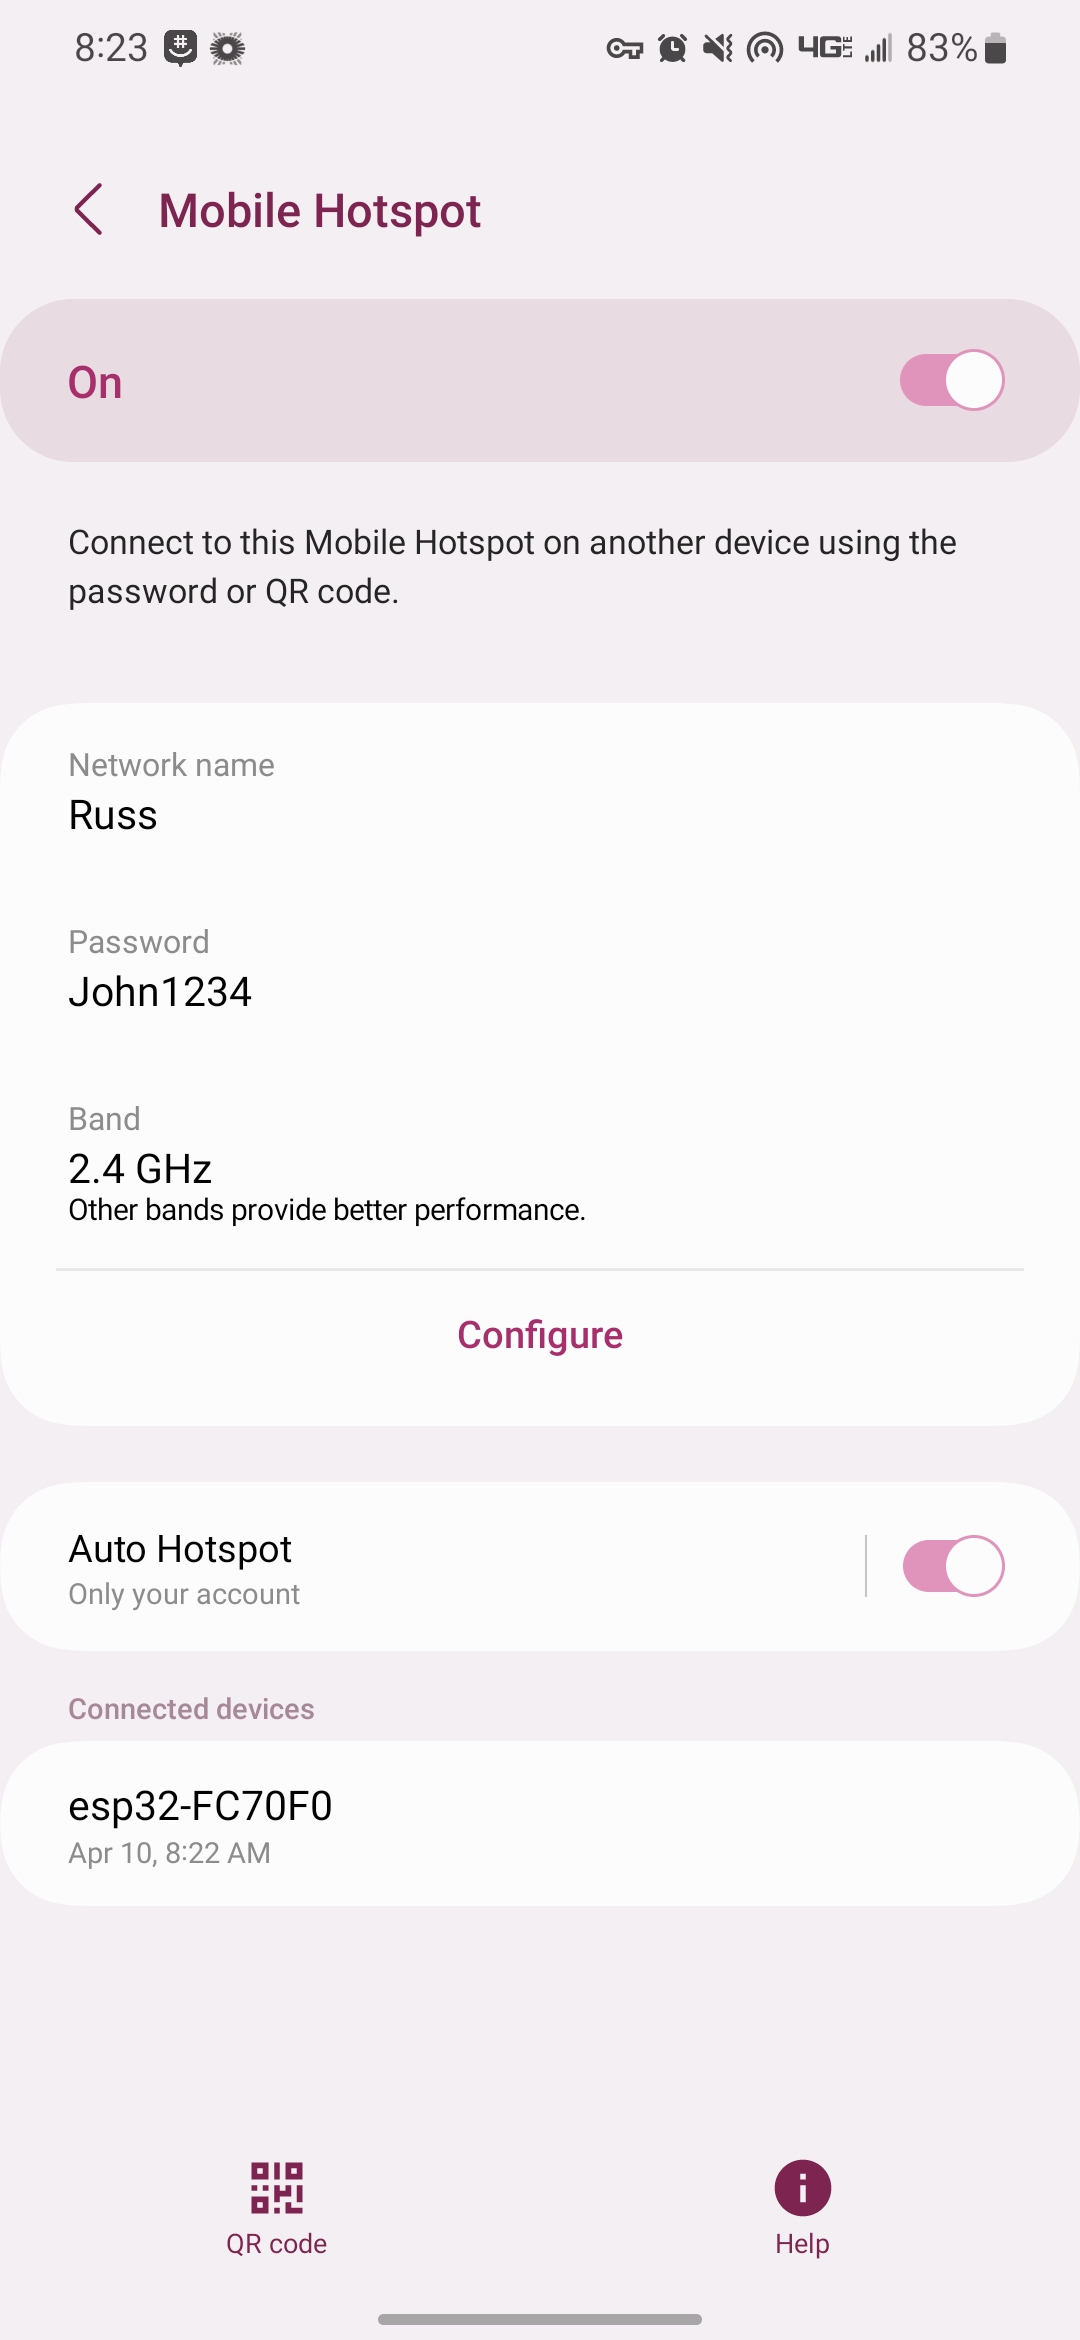 8:23 4G LTE 83%
Mobile Hotspot
On
Connect to this Mobile Hotspot on another device using the
password or QR code.
Network name
Russ
Password
John1234
Band
2.4 GHz
Other bands provide better performance.
Configure
Auto Hotspot
Only your account
Connected devices
esp32-FC70F0
Apr 10, 8:22 AM
QR code Help